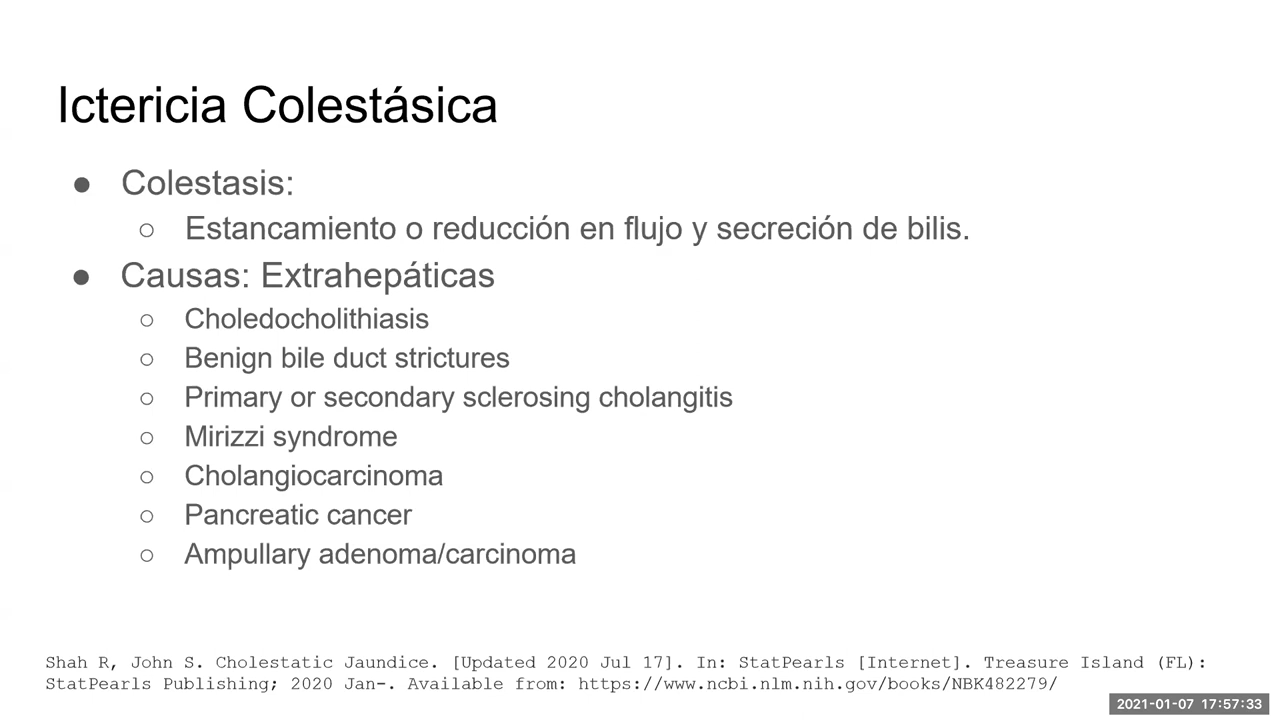 Ictericia Colestásica
● Colestasis:
○ Estancamiento o reducción en flujo y secreción de bilis.
● Causas: Extrahepáticas
○ Choledocholithiasis
○ Benign bile duct strictures
○ Primary or secondary sclerosing cholangitis
○ Mirizzi syndrome
○ Cholangiocarcinoma
○ Pancreatic cancer
○ Ampullary adenoma/carcinoma
Shah R, John S. Cholestatic Jaundice. [Updated 2020 Jul 17]. In: StatPearls [Internet]. Treasure Island (FL):
StatPearls Publishing; 2020 Jan-. Available from: https://www.ncbi.nlm.nih.gov/books/NBK482279/
2021-01-07 17:57:33